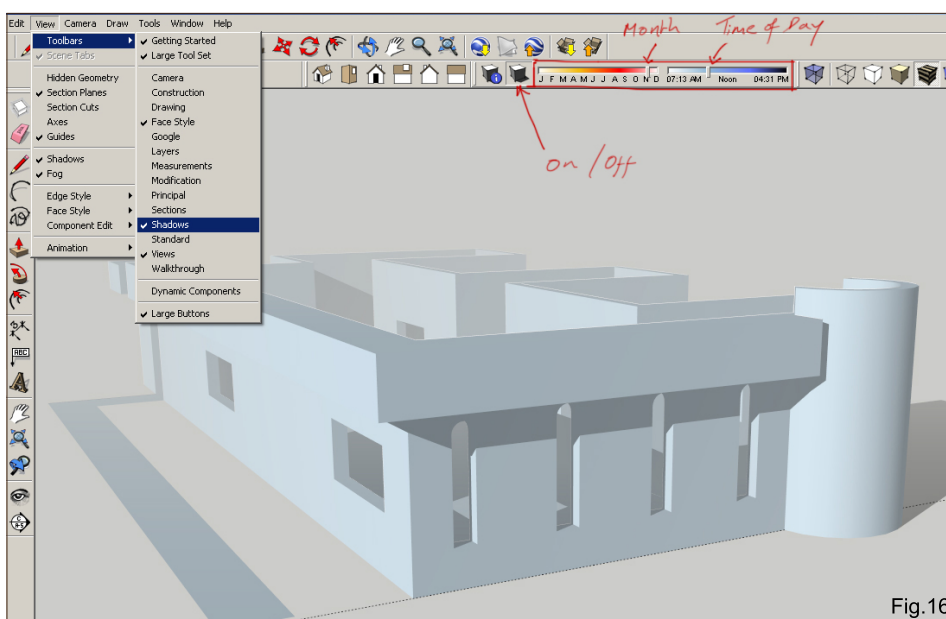 Edit View Camera Draw Tools Window Help
Month Time of Day
Toolbars
Scene Tabs
Hidden Geometry
Section Planes
Section Cuts
Axes
Guides
Shadows
Fog
Edge Style
Face Style
Component Edit
Animation
Getting Started
Large Tool Set
Camera
Construction
Drawing
Face Style
Google
Layers
Measurements
Modification
Principal
Sections
Shadows
Standard
Views
Walkthrough
Dynamic Components
Large Buttons
J F M A M J J A S O N D 07:13 AM Noon 04:31 PM
On/Off
ABC
A
Fig.16